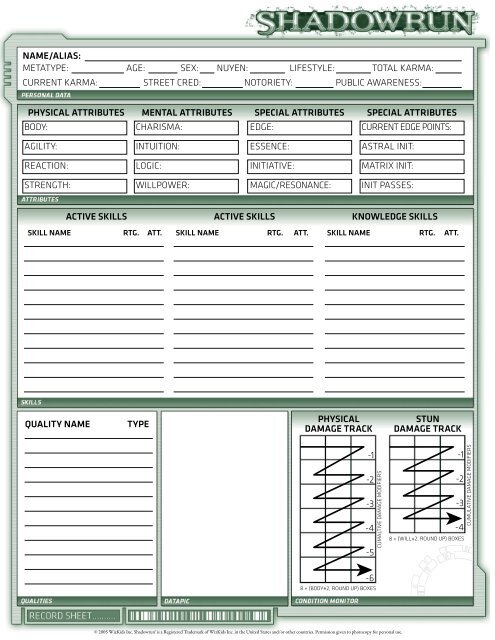 SHADOWRUN
NAME/ALIAS:
METATYPE: AGE: SEX: NUYEN: LIFESTYLE: TOTAL KARMA:
CURRENT KARMA: STREET CRED: NOTORIETY: PUBLIC AWARENESS:
PERSONAL DATA
PHYSICAL ATTRIBUTES MENTAL ATTRIBUTES SPECIAL ATTRIBUTES SPECIAL ATTRIBUTES
BODY: CHARISMA: EDGE: CURRENT EDGE POINTS:
AGILITY: INTUITION: ESSENCE: ASTRAL INIT:
REACTION: LOGIC: INITIATIVE: MATRIX INIT:
STRENGTH: WILLPOWER: MAGIC/RESONANCE: INIT PASSES:
ATTRIBUTES
ACTIVE SKILLS ACTIVE SKILLS KNOWLEDGE SKILLS
SKILL NAME RTG. ATT. SKILL NAME RTG. ATT. SKILL NAME RTG. ATT.
SKILLS
QUALITY NAME TYPE
QUALITIES
DATAPIC
PHYSICAL
DAMAGE TRACK
-1
-2
-3
-4
-5
-6
CUMULTIVE DAMAGE MODIFIERS
8 + (BODY÷2, ROUND UP) BOXES
STUN
DAMAGE TRACK
-1
-2
-3
-4
CUMULATIVE DAMAGE MODIFIERS
8 + (WILL÷2, ROUND UP) BOXES
CONDITION MONITOR
RECORD SHEET......
© 2005 WizKids Inc. Shadowrun is a Registered Trademark of WizKids Inc. in the United States and/or other countries. Permission given to photocopy for personal use.